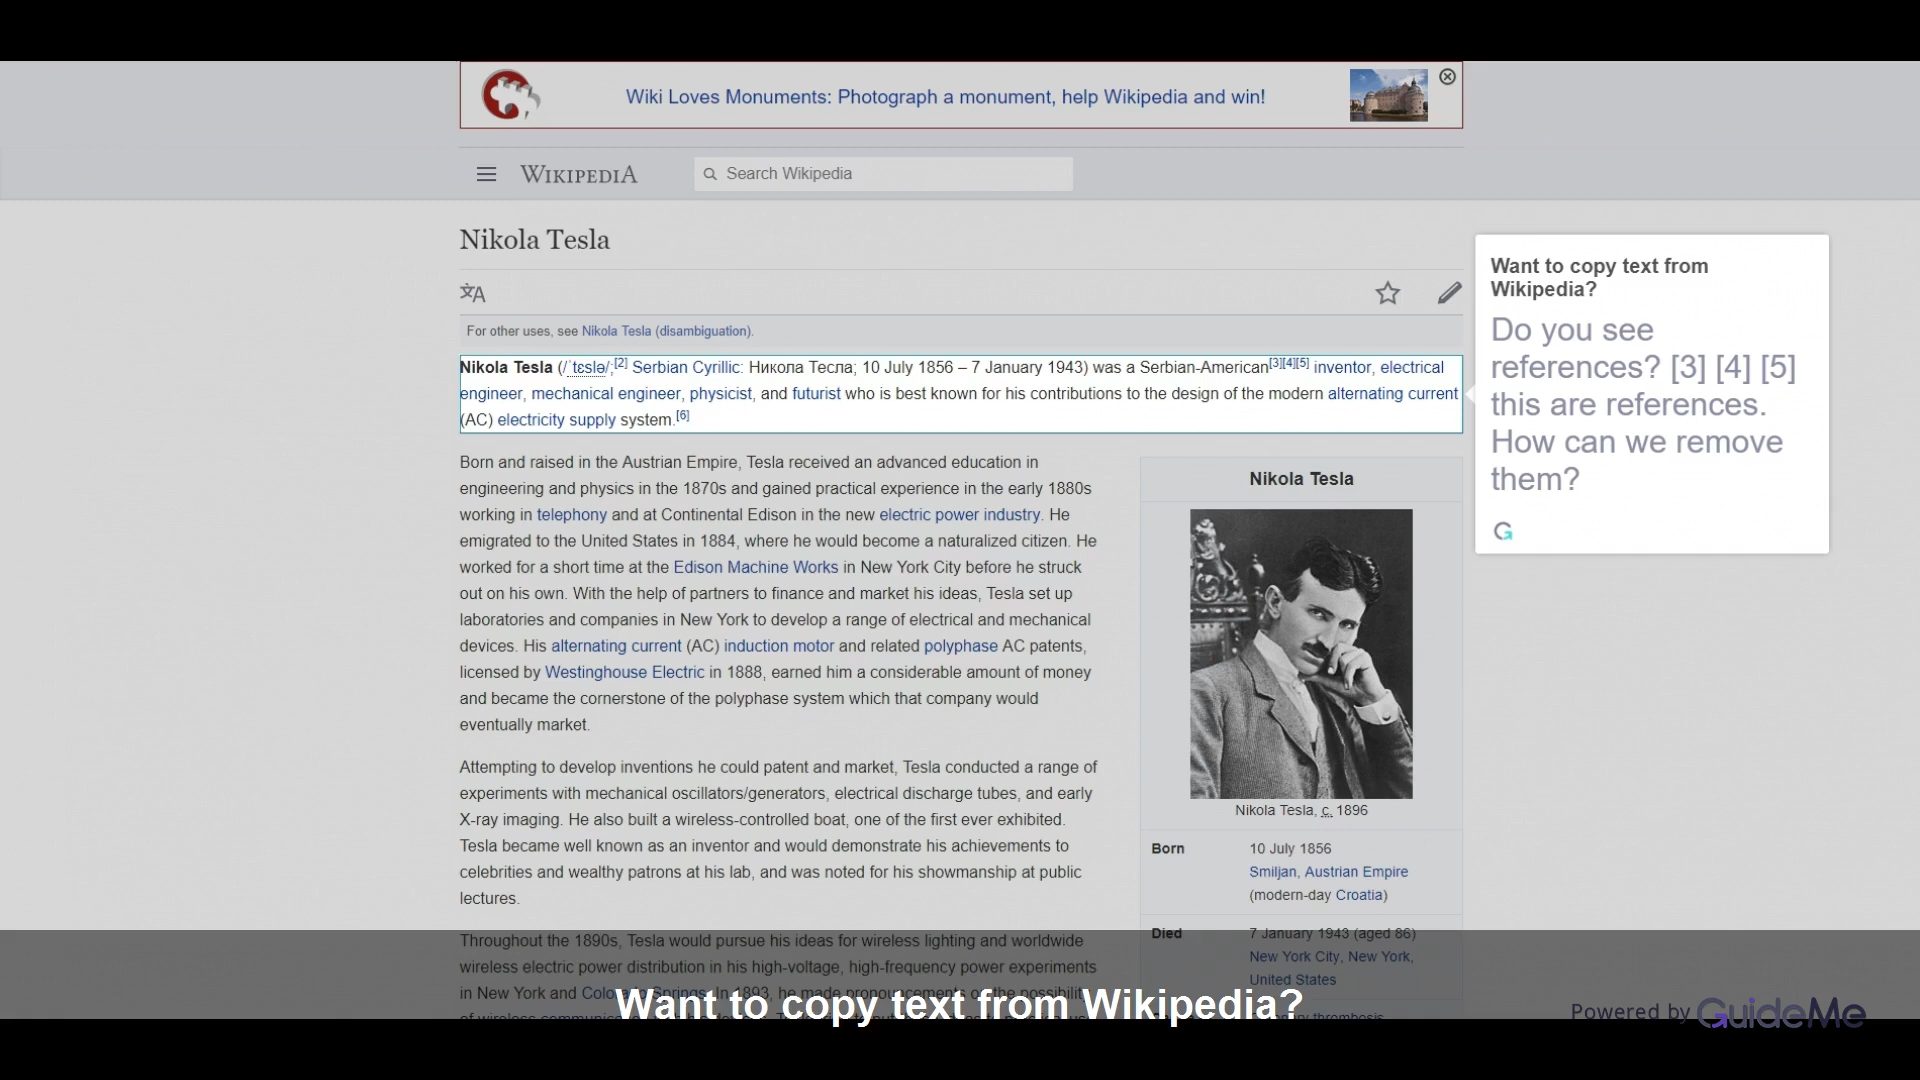 Wiki Loves Monuments: Photograph a monument, help Wikipedia and win!
WIKIPEDIA
Search Wikipedia
Nikola Tesla
For other uses, see Nikola Tesla (disambiguation).
Nikola Tesla (/ˈtɛslə/;[2] Serbian Cyrillic: Никола Тесла; 10 July 1856 – 7 January 1943) was a Serbian-American[3][4][5] inventor, electrical
engineer, mechanical engineer, physicist, and futurist who is best known for his contributions to the design of the modern alternating current
(AC) electricity supply system.[6]
Want to copy text from
Wikipedia?
Do you see
references? [3] [4] [5]
this are references.
How can we remove
them?
Born and raised in the Austrian Empire, Tesla received an advanced education in
engineering and physics in the 1870s and gained practical experience in the early 1880s
working in telephony and at Continental Edison in the new electric power industry. He
emigrated to the United States in 1884, where he would become a naturalized citizen. He
worked for a short time at the Edison Machine Works in New York City before he struck
out on his own. With the help of partners to finance and market his ideas, Tesla set up
laboratories and companies in New York to develop a range of electrical and mechanical
devices. His alternating current (AC) induction motor and related polyphase AC patents,
licensed by Westinghouse Electric in 1888, earned him a considerable amount of money
and became the cornerstone of the polyphase system which that company would
eventually market.
Attempting to develop inventions he could patent and market, Tesla conducted a range of
experiments with mechanical oscillators/generators, electrical discharge tubes, and early
X-ray imaging. He also built a wireless-controlled boat, one of the first ever exhibited.
Tesla became well known as an inventor and would demonstrate his achievements to
celebrities and wealthy patrons at his lab, and was noted for his showmanship at public
lectures.
Throughout the 1890s, Tesla would pursue his ideas for wireless lighting and worldwide
wireless electric power distribution in his high-voltage, high-frequency power experiments
in New York and Colorado Springs. In 1893, he made pronouncements on the possibility
Nikola Tesla
Nikola Tesla, c. 1896
Born
10 July 1856
Smiljan, Austrian Empire
(modern-day Croatia)
Died
7 January 1943 (aged 86)
New York City, New York,
United States
thrombosis
Want to copy text from Wikipedia?
Powered by GuideMe